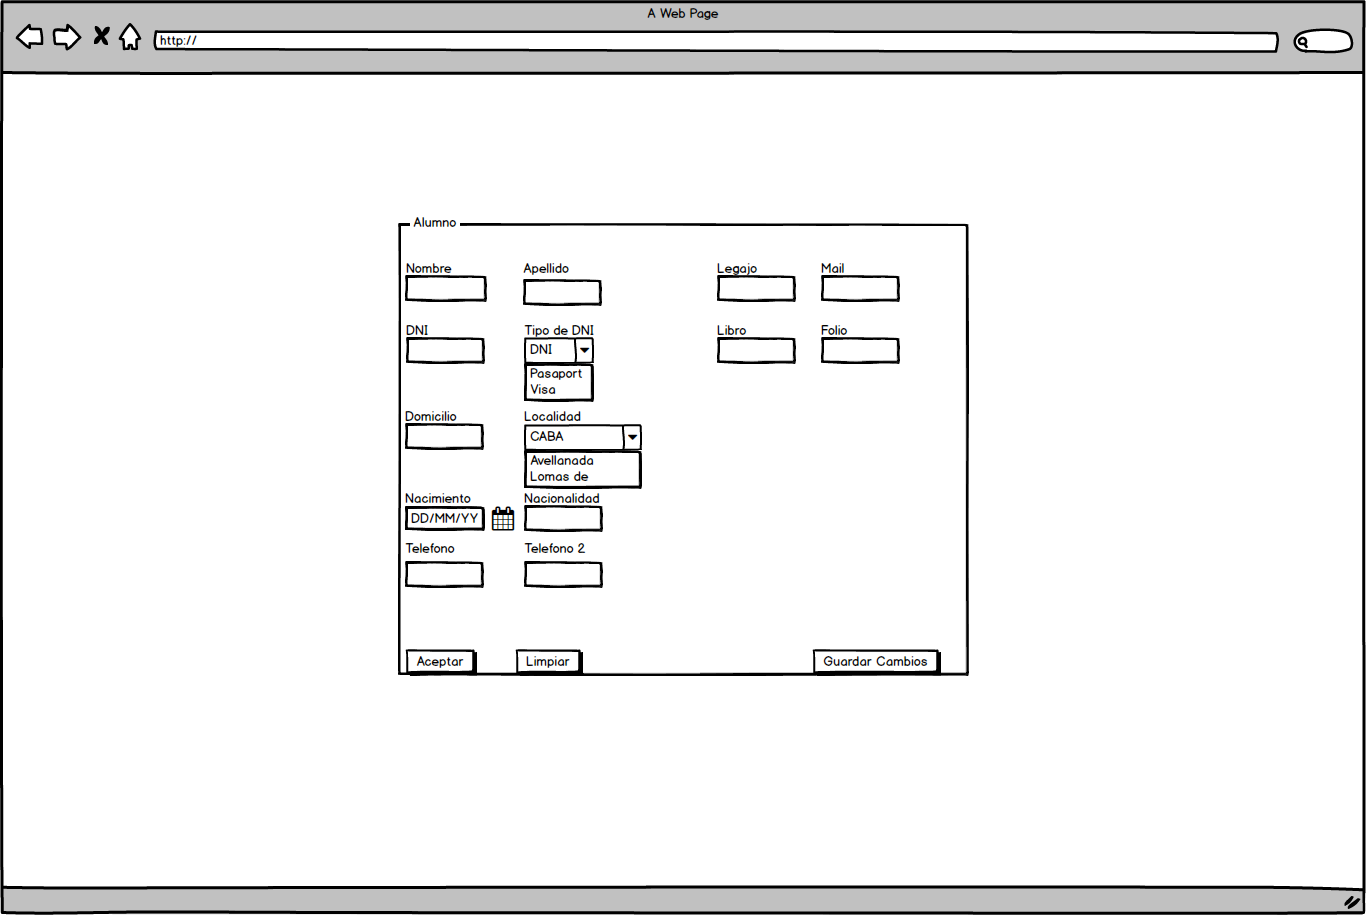 A Web Page
http://
Alumno
Nombre Apellido Legajo Mail
DNI Tipo de DNI Libro Folio
DNI
Pasaport
Visa
Domicilio Localidad
CABA
Avellanada
Lomas de
Nacimiento Nacionalidad
DD/MM/YY
Telefono Telefono 2
Aceptar Limpiar Guardar Cambios